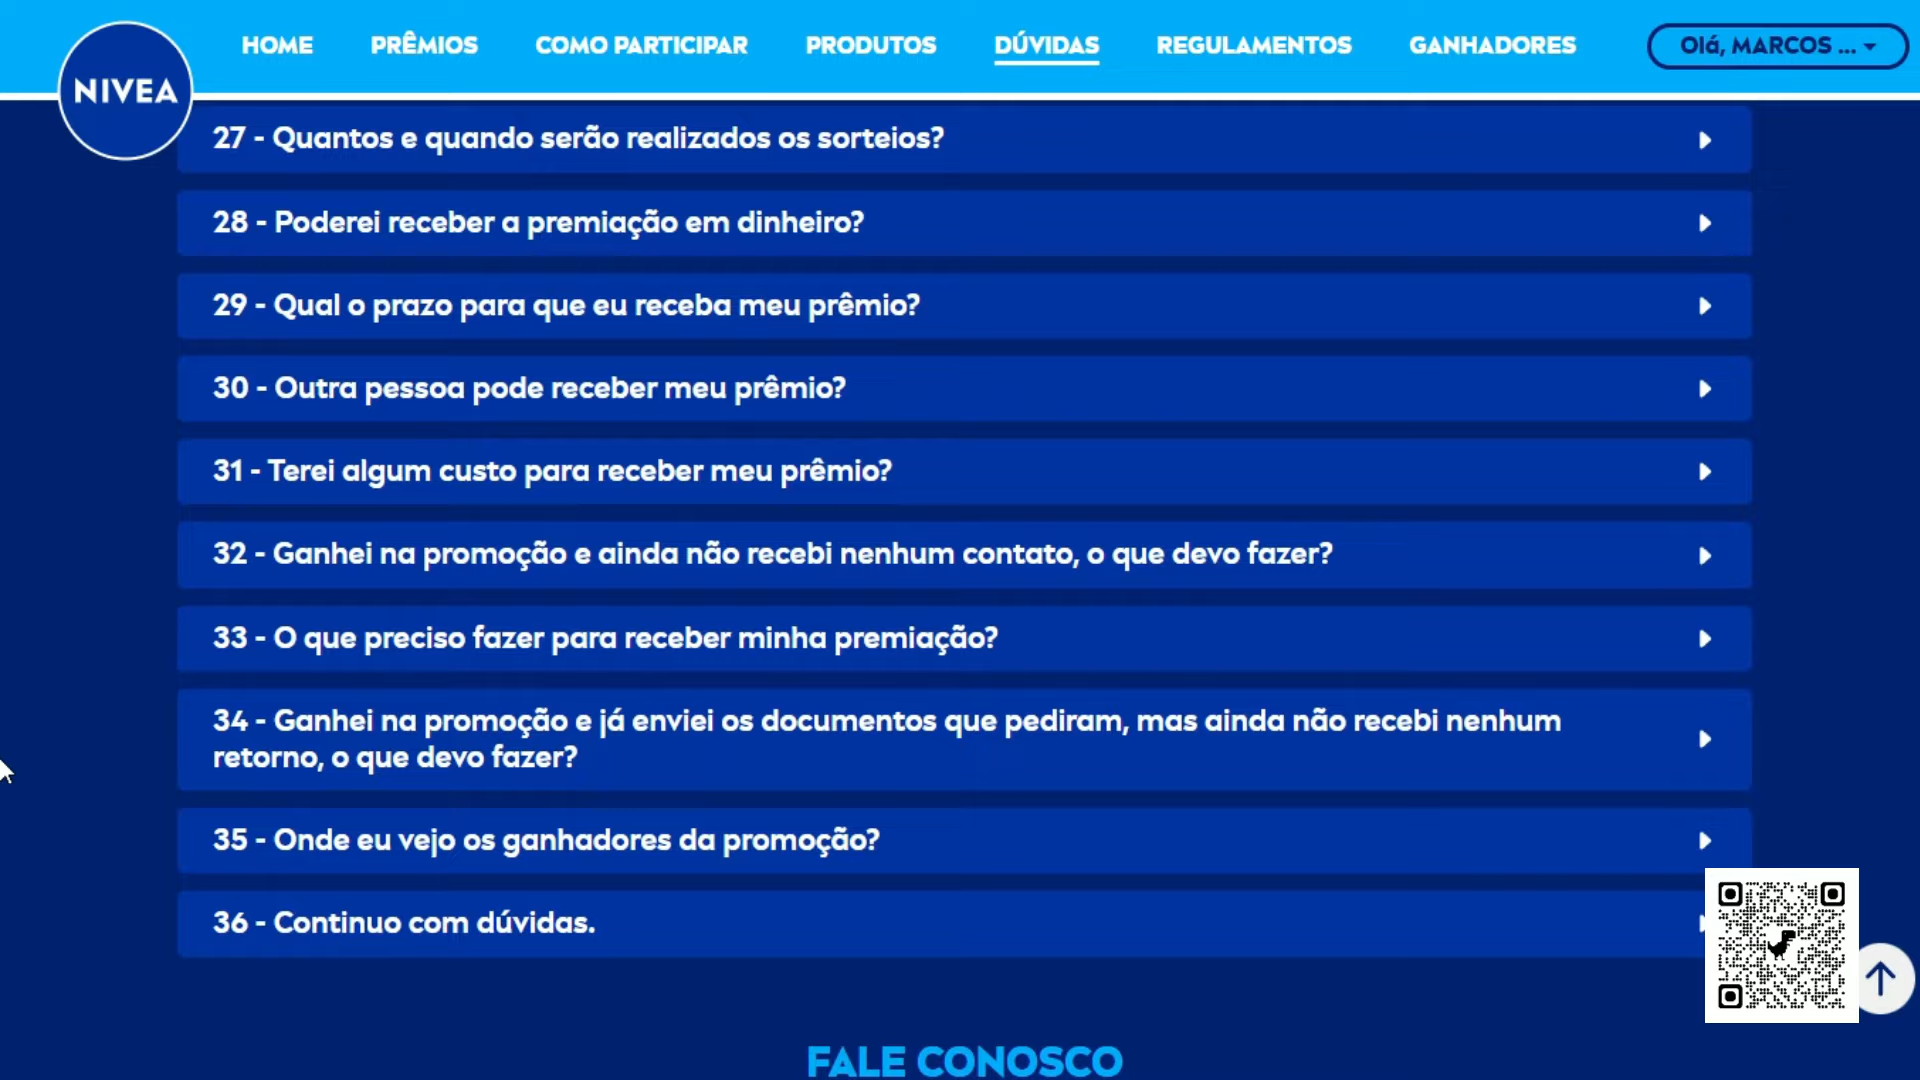 HOME PRÊMIOS COMO PARTICIPAR PRODUTOS DÚVIDAS REGULAMENTOS GANHADORES Olá, MARCOS ...
NIVEA
27 - Quantos e quando serão realizados os sorteios?
28 - Poderei receber a premiação em dinheiro?
29 - Qual o prazo para que eu receba meu prêmio?
30 - Outra pessoa pode receber meu prêmio?
31 - Terei algum custo para receber meu prêmio?
32 - Ganhei na promoção e ainda não recebi nenhum contato, o que devo fazer?
33 - O que preciso fazer para receber minha premiação?
34 - Ganhei na promoção e já enviei os documentos que pediram, mas ainda não recebi nenhum
retorno, o que devo fazer?
35 - Onde eu vejo os ganhadores da promoção?
36 - Continuo com dúvidas.
FALE CONOSCO